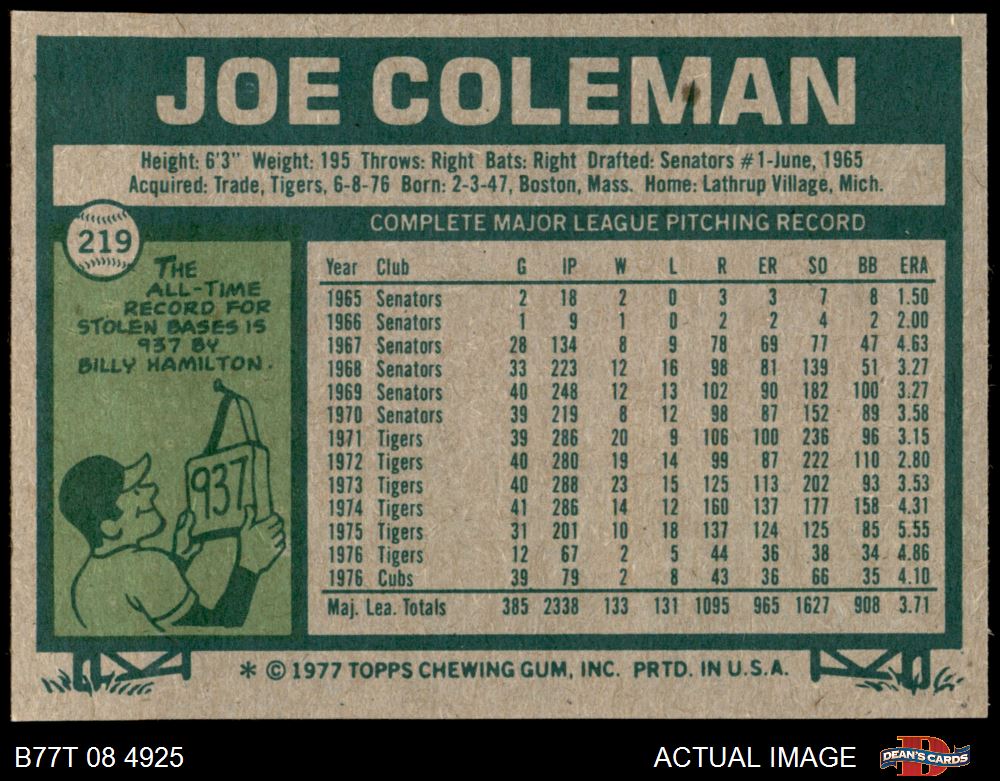 JOE COLEMAN
Height: 6'3" Weight: 195 Throws: Right Bats: Right Drafted: Senators #1-June, 1965
Acquired: Trade, Tigers, 6-8-76 Born: 2-3-47, Boston, Mass. Home: Lathrup Village, Mich.
219
THE
ALL-TIME
RECORD FOR
STOLEN BASES IS
937 BY
BILLY HAMILTON.
937
COMPLETE MAJOR LEAGUE PITCHING RECORD
Year Club G IP W L R ER SO BB ERA
1965 Senators 2 18 2 0 3 3 7 8 1.50
1966 Senators 1 9 1 0 2 2 4 2 2.00
1967 Senators 28 134 8 9 78 69 77 47 4.63
1968 Senators 33 223 12 16 98 81 139 51 3.27
1969 Senators 40 248 12 13 102 90 182 100 3.27
1970 Senators 39 219 8 12 98 87 152 89 3.58
1971 Tigers 39 286 20 9 106 100 236 96 3.15
1972 Tigers 40 280 19 14 99 87 222 110 2.80
1973 Tigers 40 288 23 15 125 113 202 93 3.53
1974 Tigers 41 286 14 12 160 137 177 158 4.31
1975 Tigers 31 201 10 18 137 124 125 85 5.55
1976 Tigers 12 67 2 5 44 36 38 34 4.86
1976 Cubs 39 79 2 8 43 36 66 35 4.10
Maj. Lea. Totals 385 2338 133 131 1095 965 1627 908 3.71
* © 1977 TOPPS CHEWING GUM, INC. PRTD. IN U.S.A.
B77T 08 4925
ACTUAL IMAGE
DEAN'S CARDS